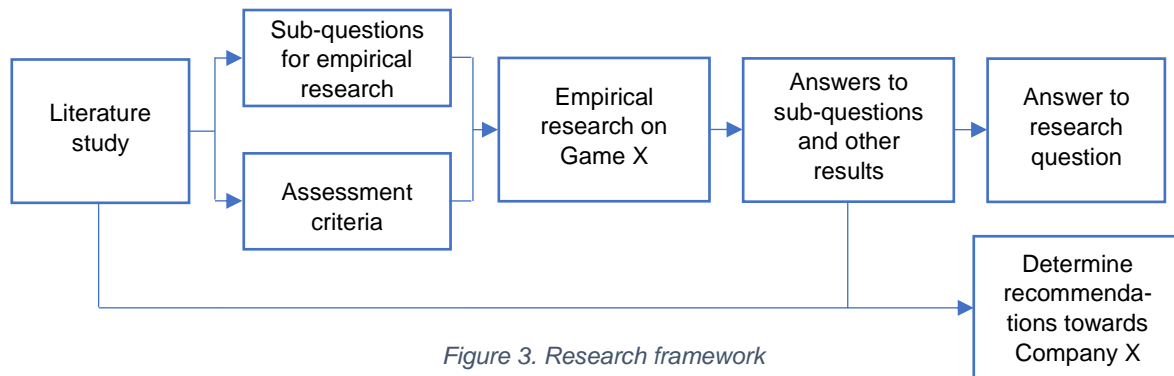 Literature
study
Sub-questions
for empirical
research
Assessment
criteria
Empirical
research on
Game X
Answers to
sub-questions
and other
results
Answer to
research
question
Determine
recommenda-
tions towards
Company X
Figure 3. Research framework